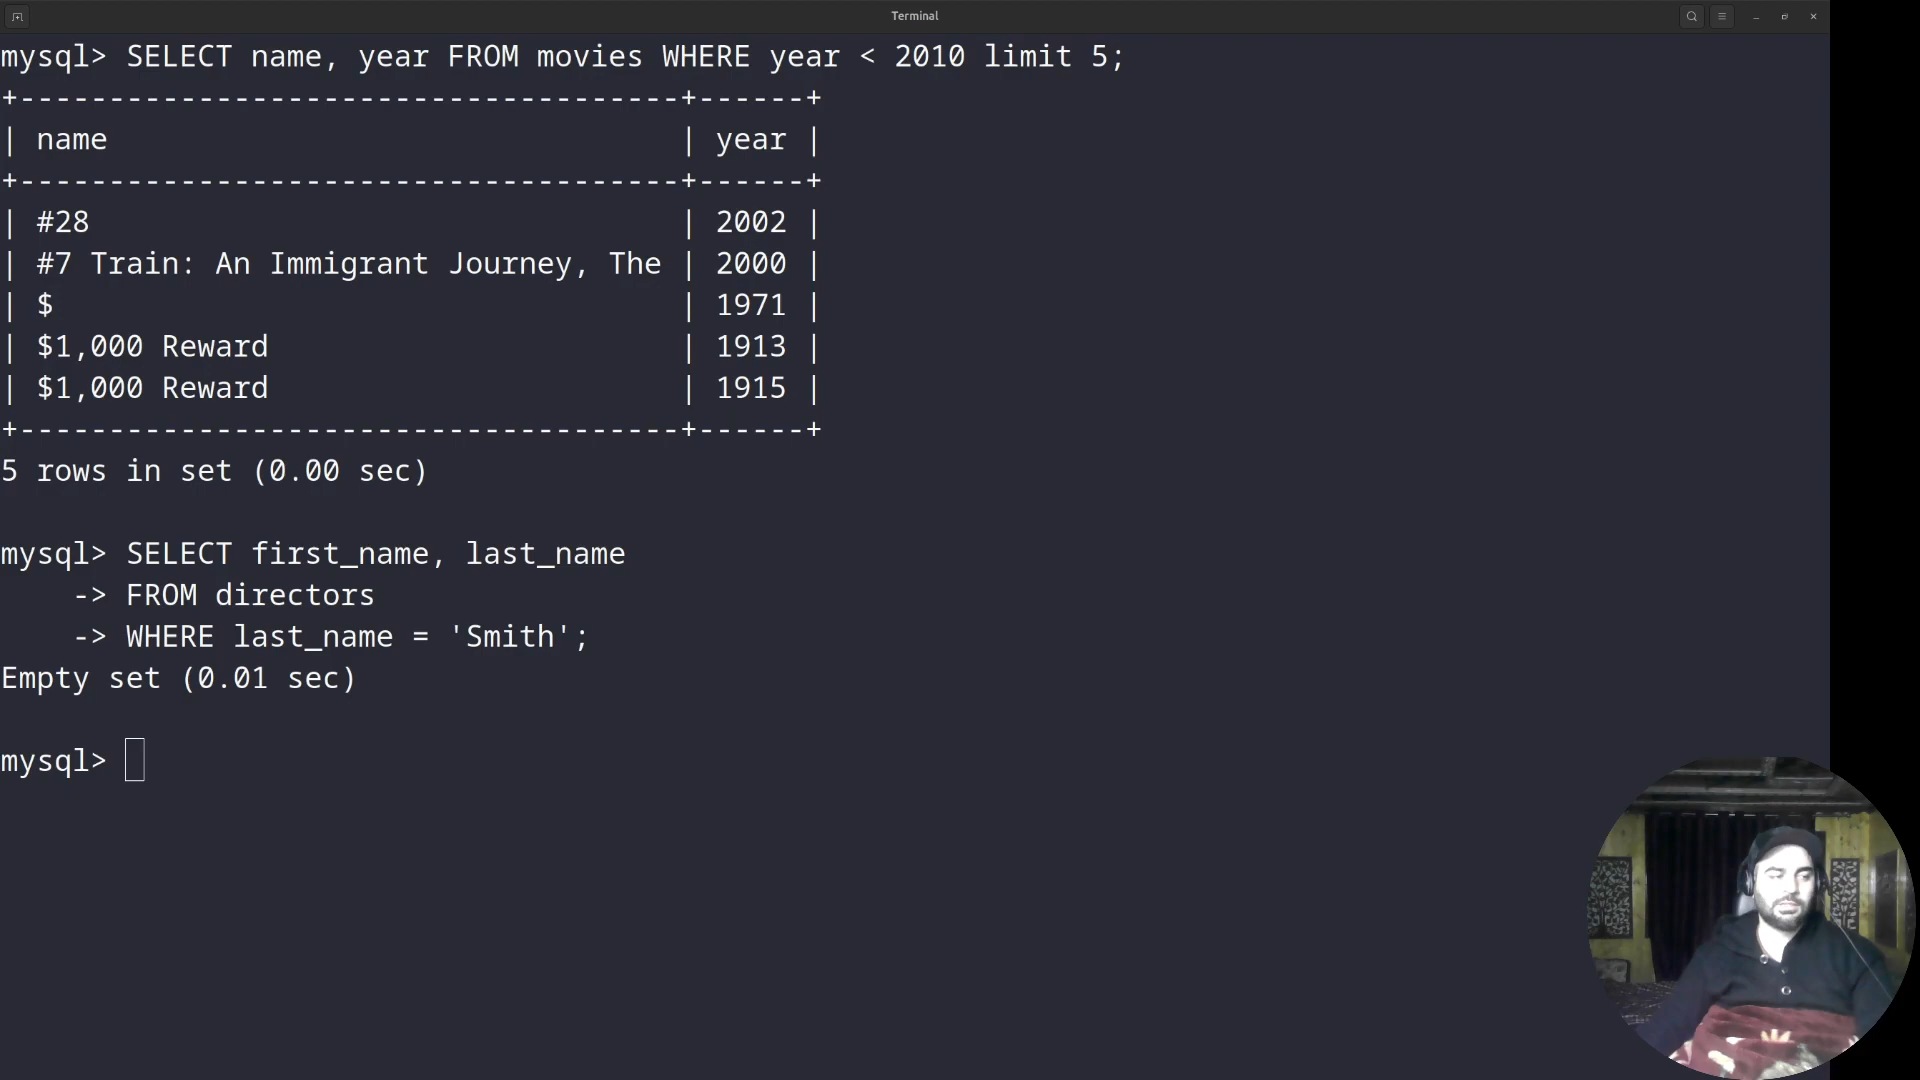 Terminal
mysql> SELECT name, year FROM movies WHERE year < 2010 limit 5;
+-------------------------------------+------+
| name                                | year |
+-------------------------------------+------+
| #28                                 | 2002 |
| #7 Train: An Immigrant Journey, The | 2000 |
| $                                   | 1971 |
| $1,000 Reward                       | 1913 |
| $1,000 Reward                       | 1915 |
+-------------------------------------+------+
5 rows in set (0.00 sec)
mysql> SELECT first_name, last_name
    -> FROM directors
    -> WHERE last_name = 'Smith';
Empty set (0.01 sec)
mysql>